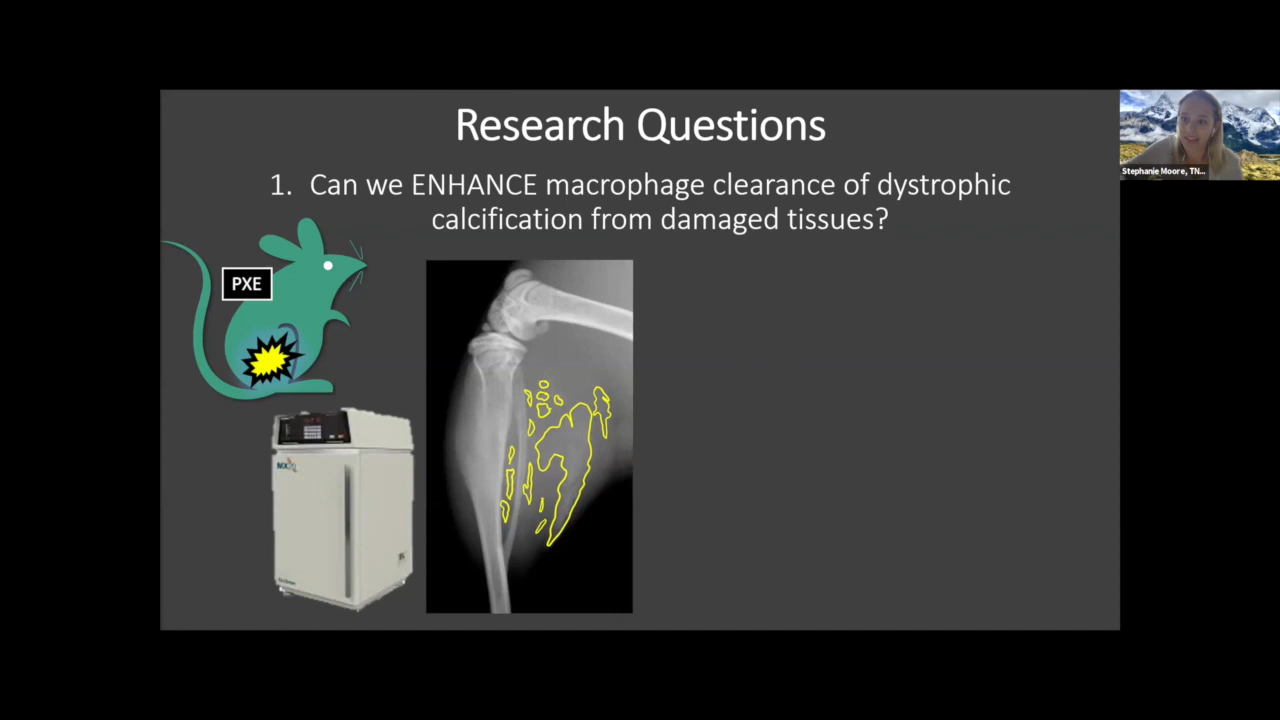 Research Questions
1. Can we ENHANCE macrophage clearance of dystrophic
calcification from damaged tissues?
PXE
Stephanie Moore, TN...